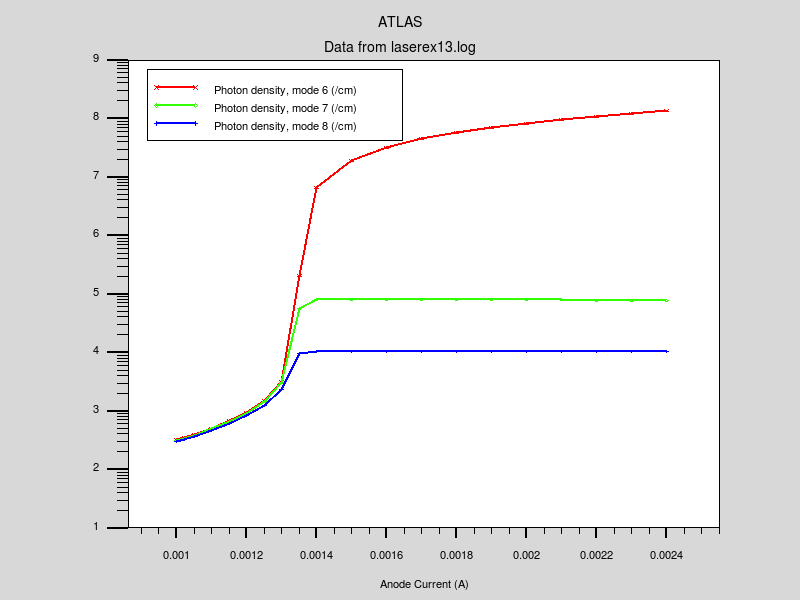 ATLAS
Data from laserex13.log
Photon density, mode 6 (/cm)
Photon density, mode 7 (/cm)
Photon density, mode 8 (/cm)
9
8
7
6
5
4
3
2
1
0.001 0.0012 0.0014 0.0016 0.0018 0.002 0.0022 0.0024
Anode Current (A)